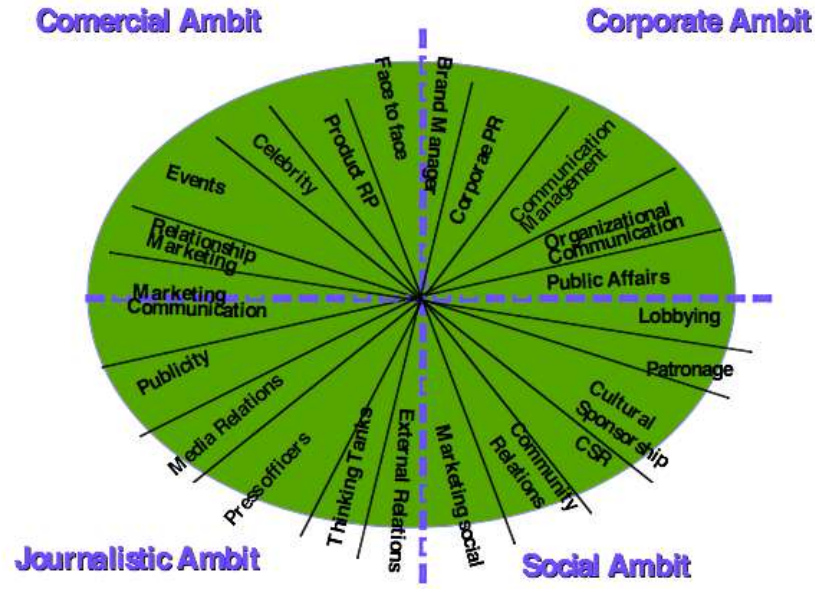 Comercial Ambit
Corporate Ambit
Face to face
Brand Manager
Product RP
Corporae PR
Celebrity
Communication
Management
Events
Organizational
Communication
Relationship
Marketing
Public Affairs
Marketing
Communication
Lobbying
Publicity
Patronage
Media Relations
Cultural
Sponsorship
CSR
Pressofficers
Thinking Tanks
External Relations
Marketing social
Community
Relations
Journalistic Ambit
Social Ambit